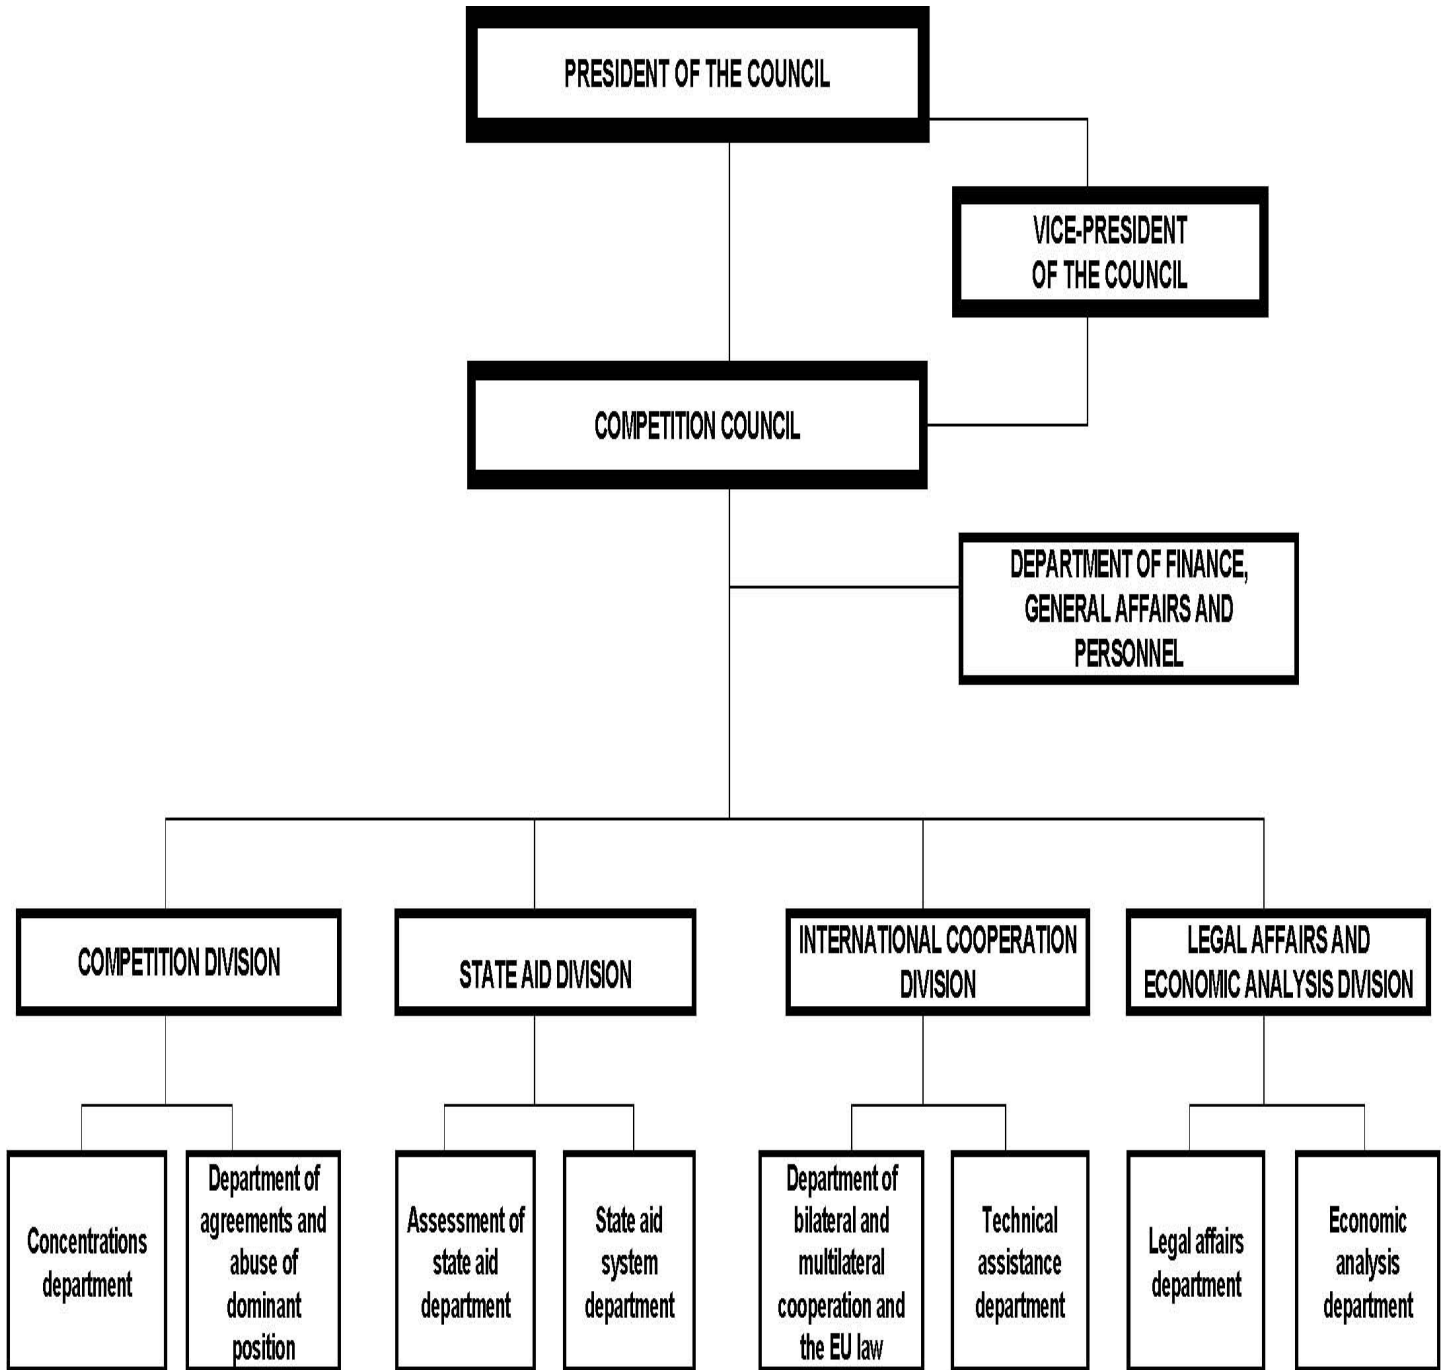 PRESIDENT OF THE COUNCIL
VICE-PRESIDENT
OF THE COUNCIL
COMPETITION COUNCIL
DEPARTMENT OF FINANCE,
GENERAL AFFAIRS AND
PERSONNEL
COMPETITION DIVISION
STATE AID DIVISION
INTERNATIONAL COOPERATION
DIVISION
LEGAL AFFAIRS AND
ECONOMIC ANALYSIS DIVISION
Concentrations
department
Department of
agreements and
abuse of
dominant
position
Assessment of
state aid
department
State aid
system
department
Department of
bilateral and
multilateral
cooperation and
the EU law
Technical
assistance
department
Legal affairs
department
Economic
analysis
department